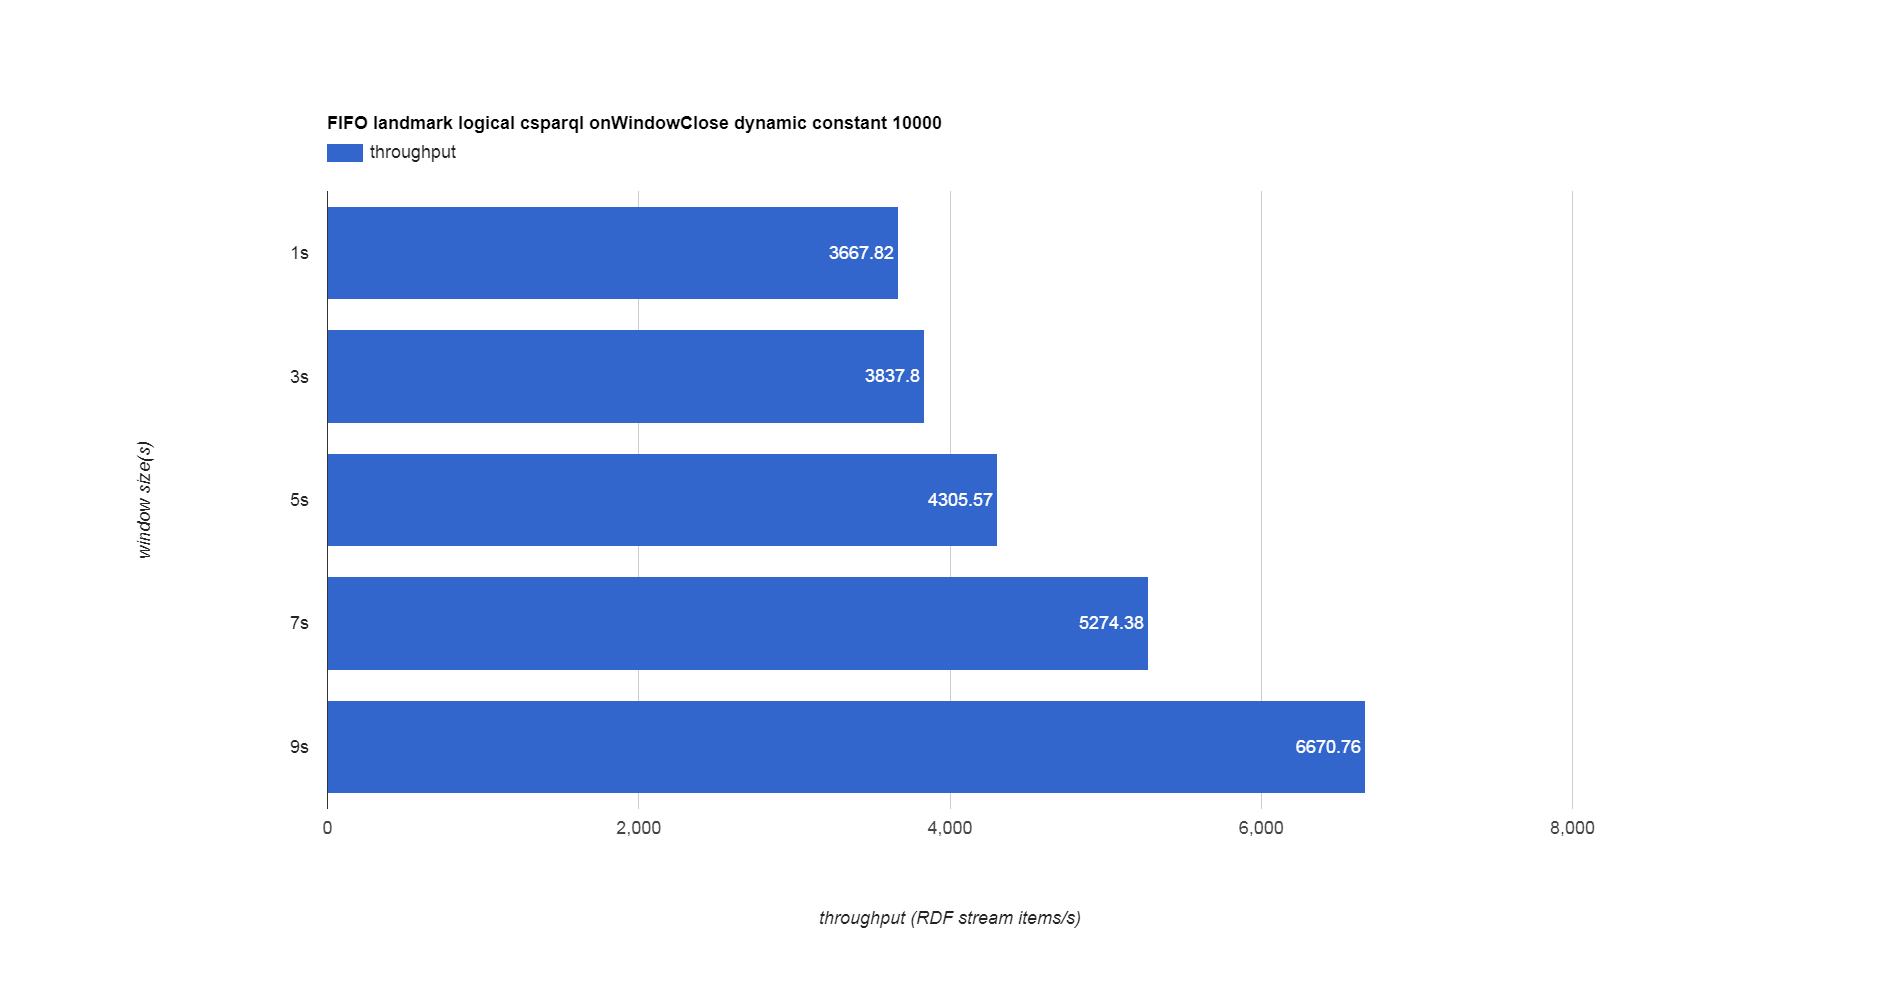 FIFO landmark logical csparql onWindowClose dynamic constant 10000
throughput
1s
3667.82
3s
3837.8
5s
4305.57
7s
5274.38
9s
6670.76
0 2,000 4,000 6,000 8,000
window size(s)
throughput (RDF stream items/s)